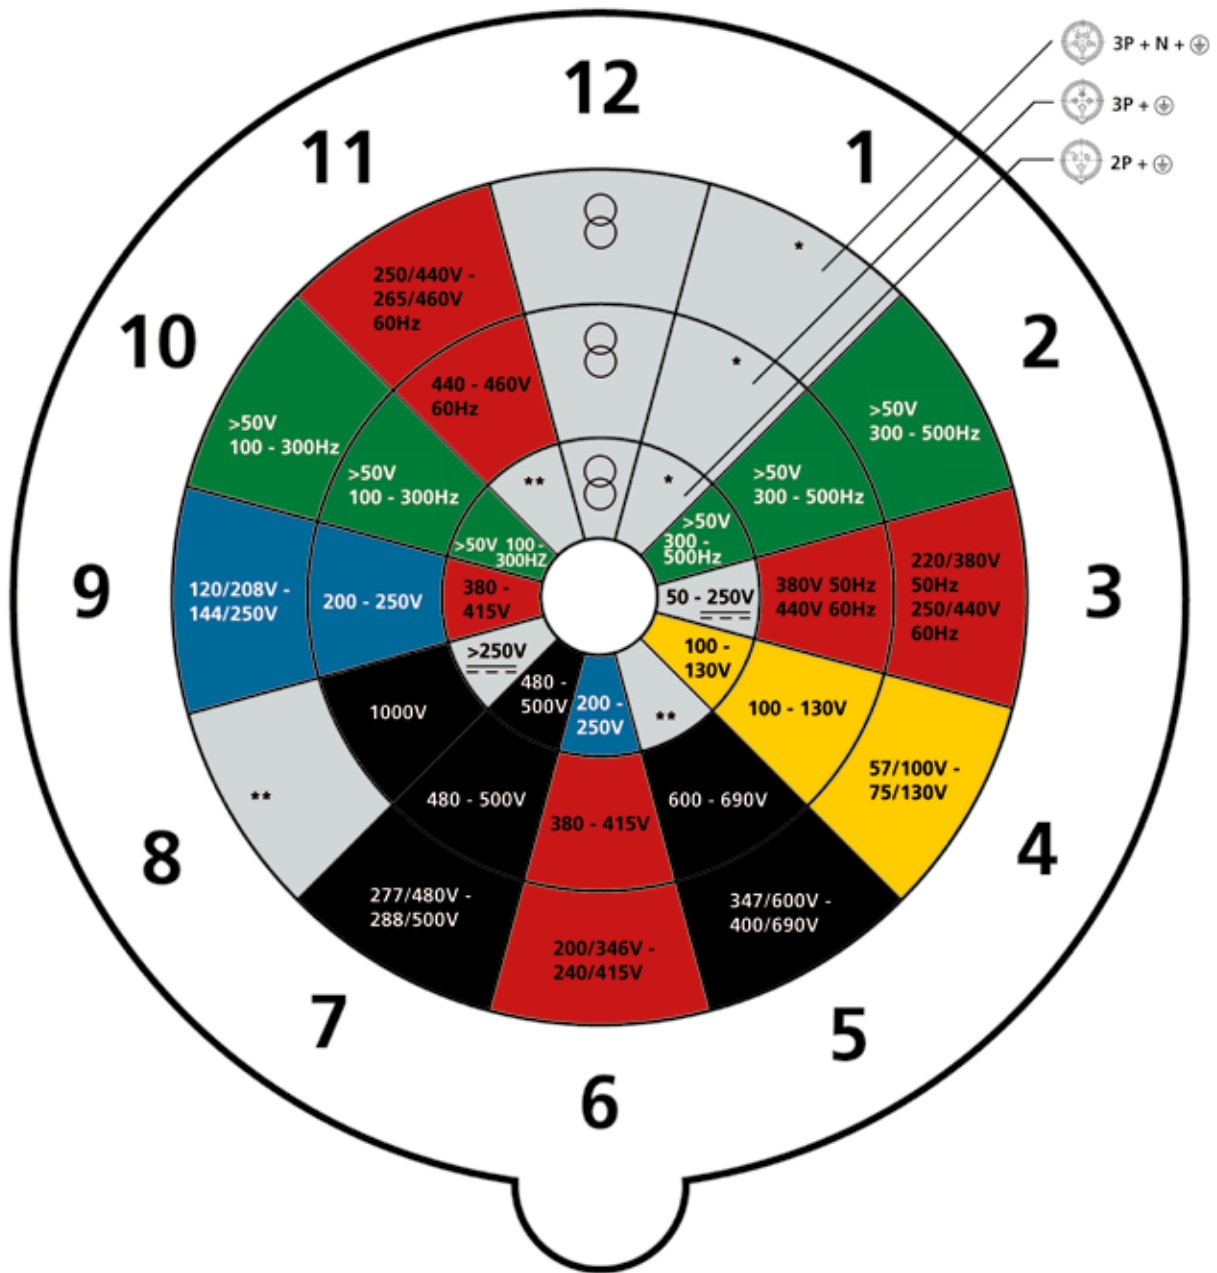 3P + N +
3P +
2P +
12
1
2
3
4
5
6
7
8
9
10
11
*
>50V
300 - 500Hz
220/380V
50Hz
250/440V
60Hz
57/100V -
75/130V
347/600V -
400/690V
200/346V -
240/415V
277/480V -
288/500V
**
120/208V -
144/250V
>50V
100 - 300Hz
250/440V -
265/460V
60Hz
*
>50V
300 - 500Hz
380V 50Hz
440V 60Hz
100 - 130V
600 - 690V
380 - 415V
480 - 500V
1000V
200 - 250V
>50V
100 - 300Hz
440 - 460V
60Hz
*
>50V
300 -
500Hz
50 - 250V
100 -
130V
**
200 -
250V
480 -
500V
>250V
380 -
415V
>50V 100 -
300HZ
**